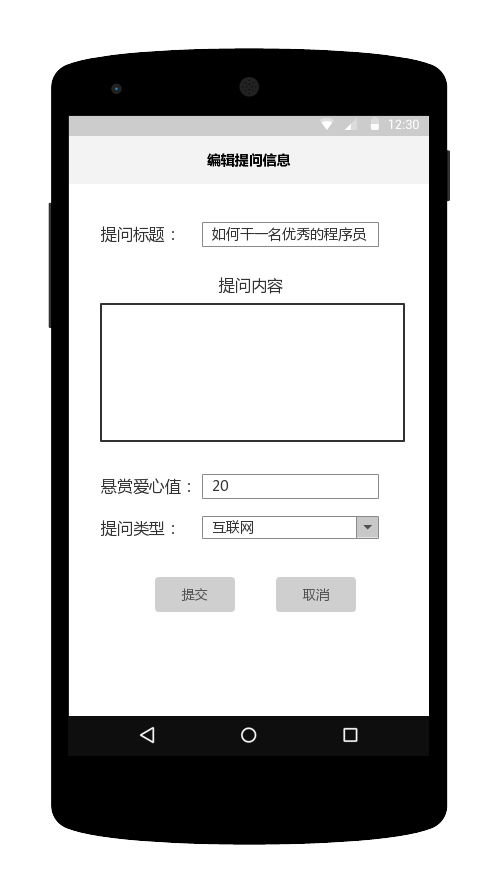 12:30
编辑提问信息
提问标题：
如何干一名优秀的程序员
提问内容
悬赏爱心值：
20
提问类型：
互联网
提交
取消